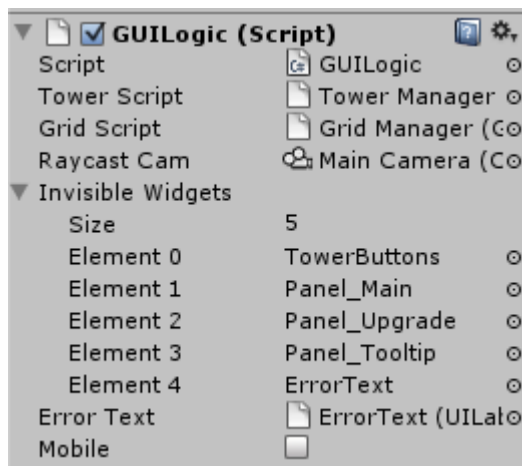 GUILogic (Script)
Script GUILogic
Tower Script Tower Manager
Grid Script Grid Manager (G
Raycast Cam Main Camera (C
Invisible Widgets
Size 5
Element 0 TowerButtons
Element 1 Panel_Main
Element 2 Panel_Upgrade
Element 3 Panel_Tooltip
Element 4 ErrorText
Error Text ErrorText (UILab
Mobile